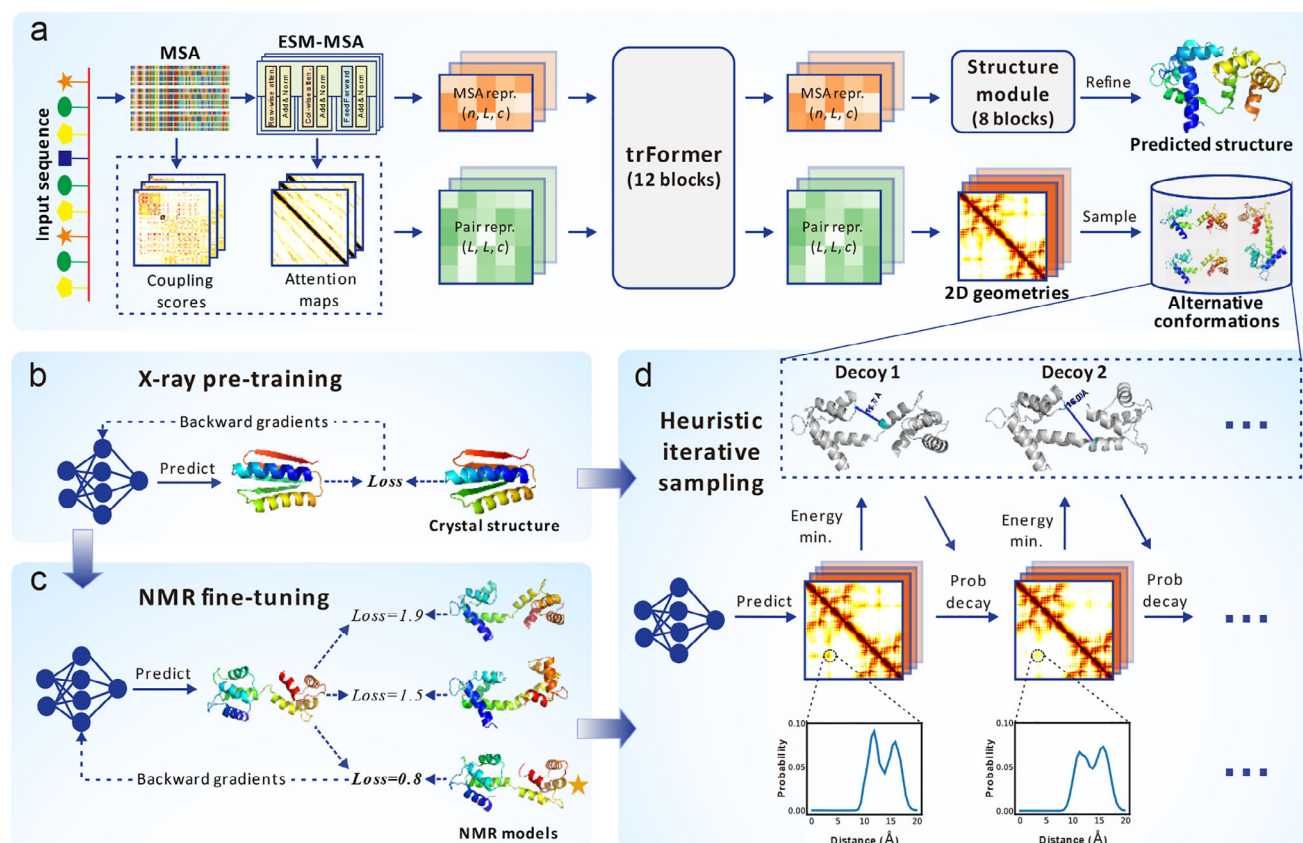 a
Input sequence
MSA
ESM-MSA
Row-wise atten.
Add & Norm
Col-wise atten.
Add & Norm
FeedForward
Add & Norm
Coupling
scores
Attention
maps
MSA repr.
(n, L, c)
Pair repr.
(L, L, c)
trFormer
(12 blocks)
MSA repr.
(n, L, c)
Pair repr.
(L, L, c)
Structure
module
(8 blocks)
Refine
Predicted structure
2D geometries
Sample
Alternative
conformations
b
X-ray pre-training
Backward gradients
Predict
Loss
Crystal structure
c
NMR fine-tuning
Predict
Loss=1.9
Loss=1.5
Loss=0.8
Backward gradients
NMR models
d
Heuristic
iterative
sampling
Decoy 1
Decoy 2
Energy
min.
Energy
min.
Predict
Prob
decay
Prob
decay
Probability
0.10
0.05
0.00
0 5 10 15 20
Distance (Å)
Probability
0.10
0.05
0.00
0 5 10 15 20
Distance (Å)